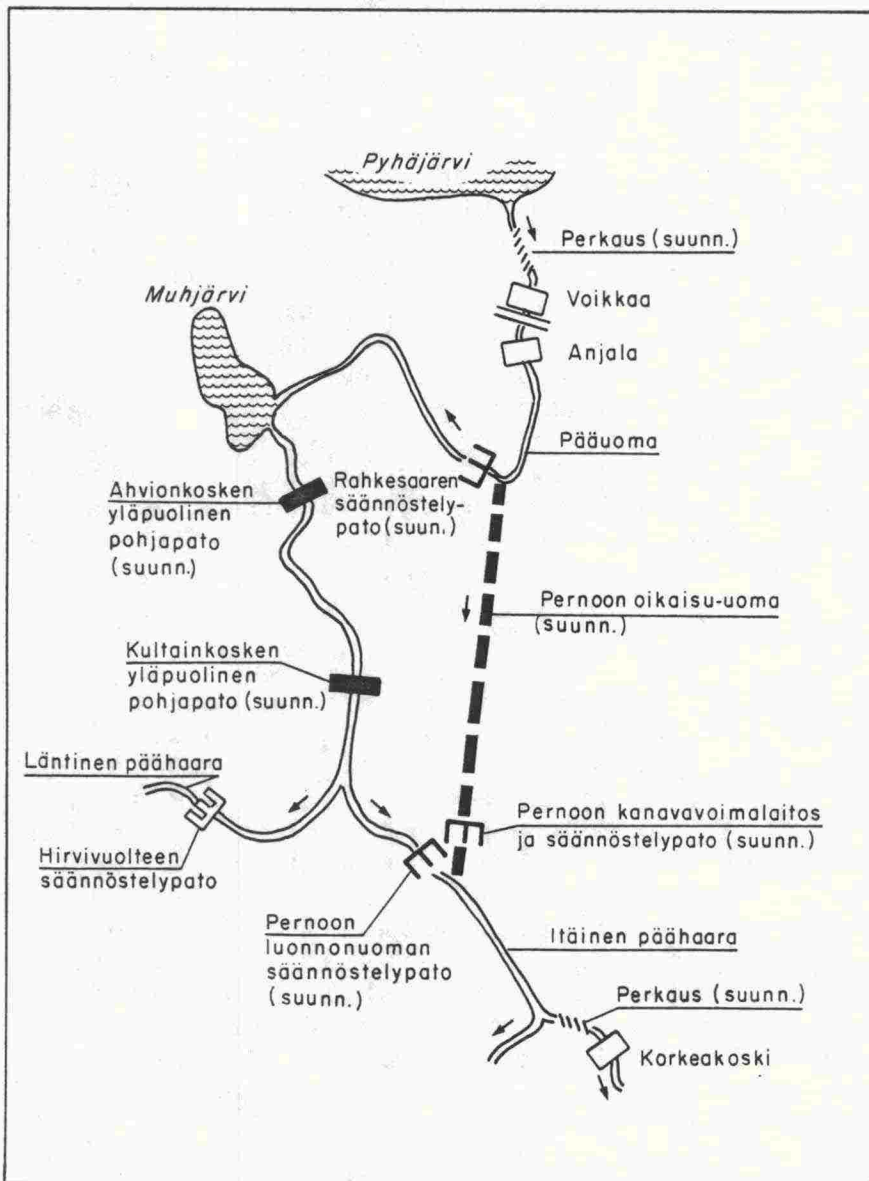 Pyhäjärvi
Perkaus (suunn.)
Muhjärvi
Voikkaa
Anjala
Pääuoma
Rahkesaaren
säännöstely-
pato (suun.)
Ahvionkosken
yläpuolinen
pohjapato
(suunn.)
Pernoon oikaisu-uoma
(suunn.)
Kultainkosken
yläpuolinen
pohjapato (suunn.)
Läntinen päähaara
Hirvivuolteen
säännöstelypato
Pernoon kanavavoimalaitos
ja säännöstelypato (suunn.)
Pernoon
luonnonuoman
säännöstelypato
(suunn.)
Itäinen päähaara
Perkaus (suunn.)
Korkeakoski